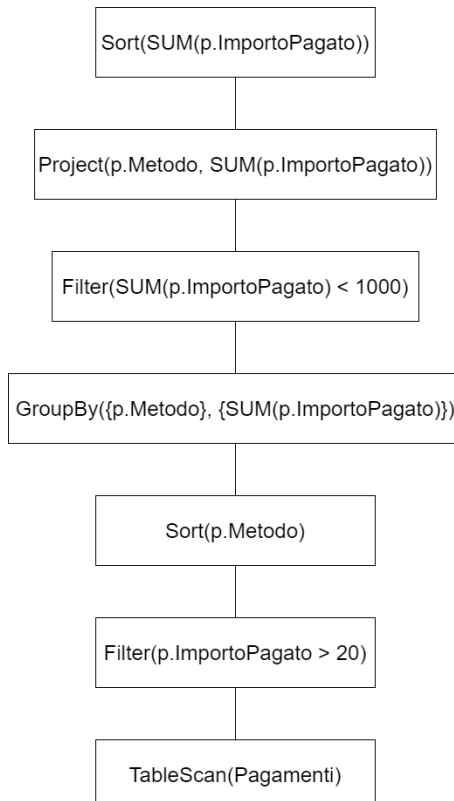 Sort(SUM(p.ImportoPagato))
Project(p.Metodo, SUM(p.ImportoPagato))
Filter(SUM(p.ImportoPagato) < 1000)
GroupBy({p.Metodo}, {SUM(p.ImportoPagato)})
Sort(p.Metodo)
Filter(p.ImportoPagato > 20)
TableScan(Pagamenti)